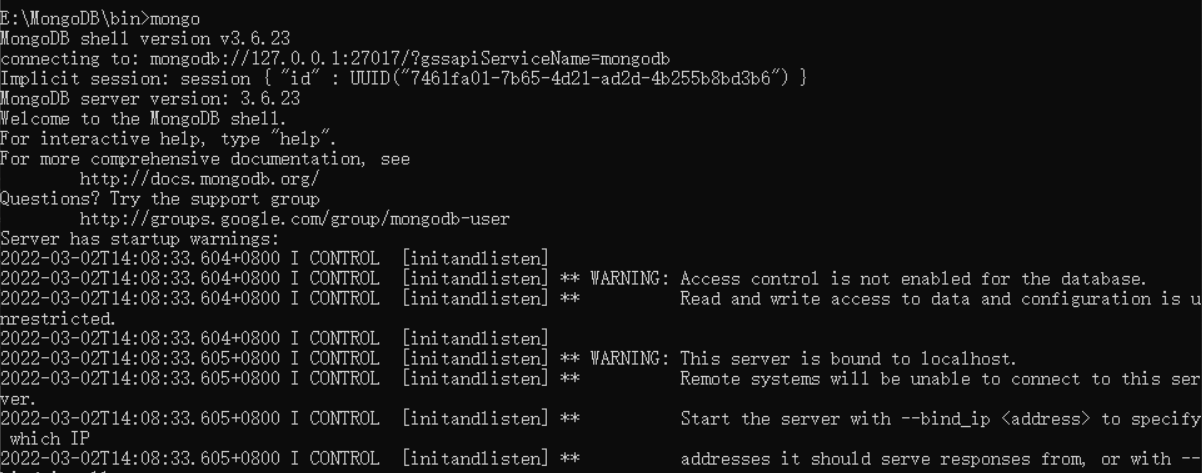 E:\MongoDB\bin>mongo
MongoDB shell version v3.6.23
connecting to: mongodb://127.0.0.1:27017/?gssapiServiceName=mongodb
Implicit session: session { "id" : UUID("7461fa01-7b65-4d21-ad2d-4b255b8bd3b6") }
MongoDB server version: 3.6.23
Welcome to the MongoDB shell.
For interactive help, type "help".
For more comprehensive documentation, see
        http://docs.mongodb.org/
Questions? Try the support group
        http://groups.google.com/group/mongodb-user
Server has startup warnings:
2022-03-02T14:08:33.604+0800 I CONTROL  [initandlisten]
2022-03-02T14:08:33.604+0800 I CONTROL  [initandlisten] ** WARNING: Access control is not enabled for the database.
2022-03-02T14:08:33.604+0800 I CONTROL  [initandlisten] **          Read and write access to data and configuration is u
nrestricted.
2022-03-02T14:08:33.604+0800 I CONTROL  [initandlisten]
2022-03-02T14:08:33.605+0800 I CONTROL  [initandlisten] ** WARNING: This server is bound to localhost.
2022-03-02T14:08:33.605+0800 I CONTROL  [initandlisten] **          Remote systems will be unable to connect to this ser
ver.
2022-03-02T14:08:33.605+0800 I CONTROL  [initandlisten] **          Start the server with --bind_ip <address> to specify
 which IP
2022-03-02T14:08:33.605+0800 I CONTROL  [initandlisten] **          addresses it should serve responses from, or with --